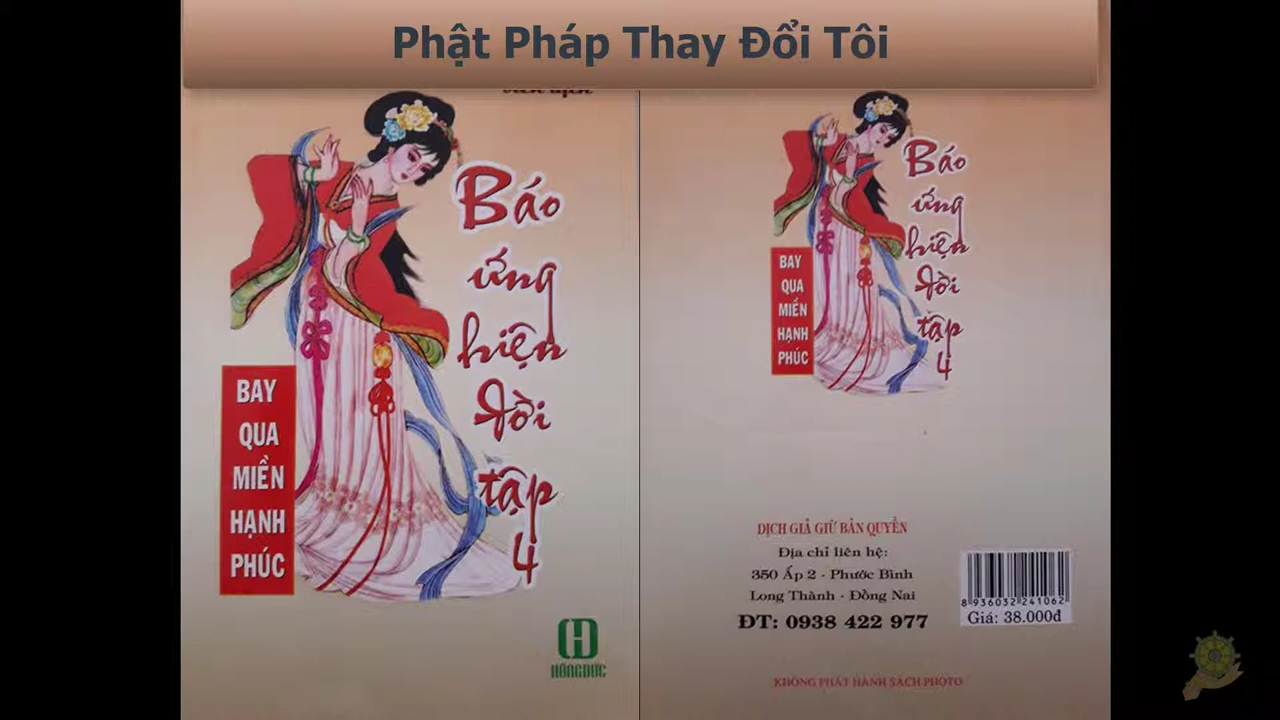 Phật Pháp Thay Đổi Tôi
Báo
ứng
hiện
đời
tập
4
BAY
QUA
MIỀN
HẠNH
PHÚC
HỒNG ĐỨC
Báo
ứng
hiện
đời
tập
4
BAY
QUA
MIỀN
HẠNH
PHÚC
DỊCH GIẢ GIỮ BẢN QUYỀN
Địa chỉ liên hệ:
350 Ấp 2 - Phước Bình
Long Thành - Đồng Nai
ĐT: 0938 422 977
8 936032 241062
Giá: 38.000đ
KHÔNG PHÁT HÀNH SÁCH PHOTO